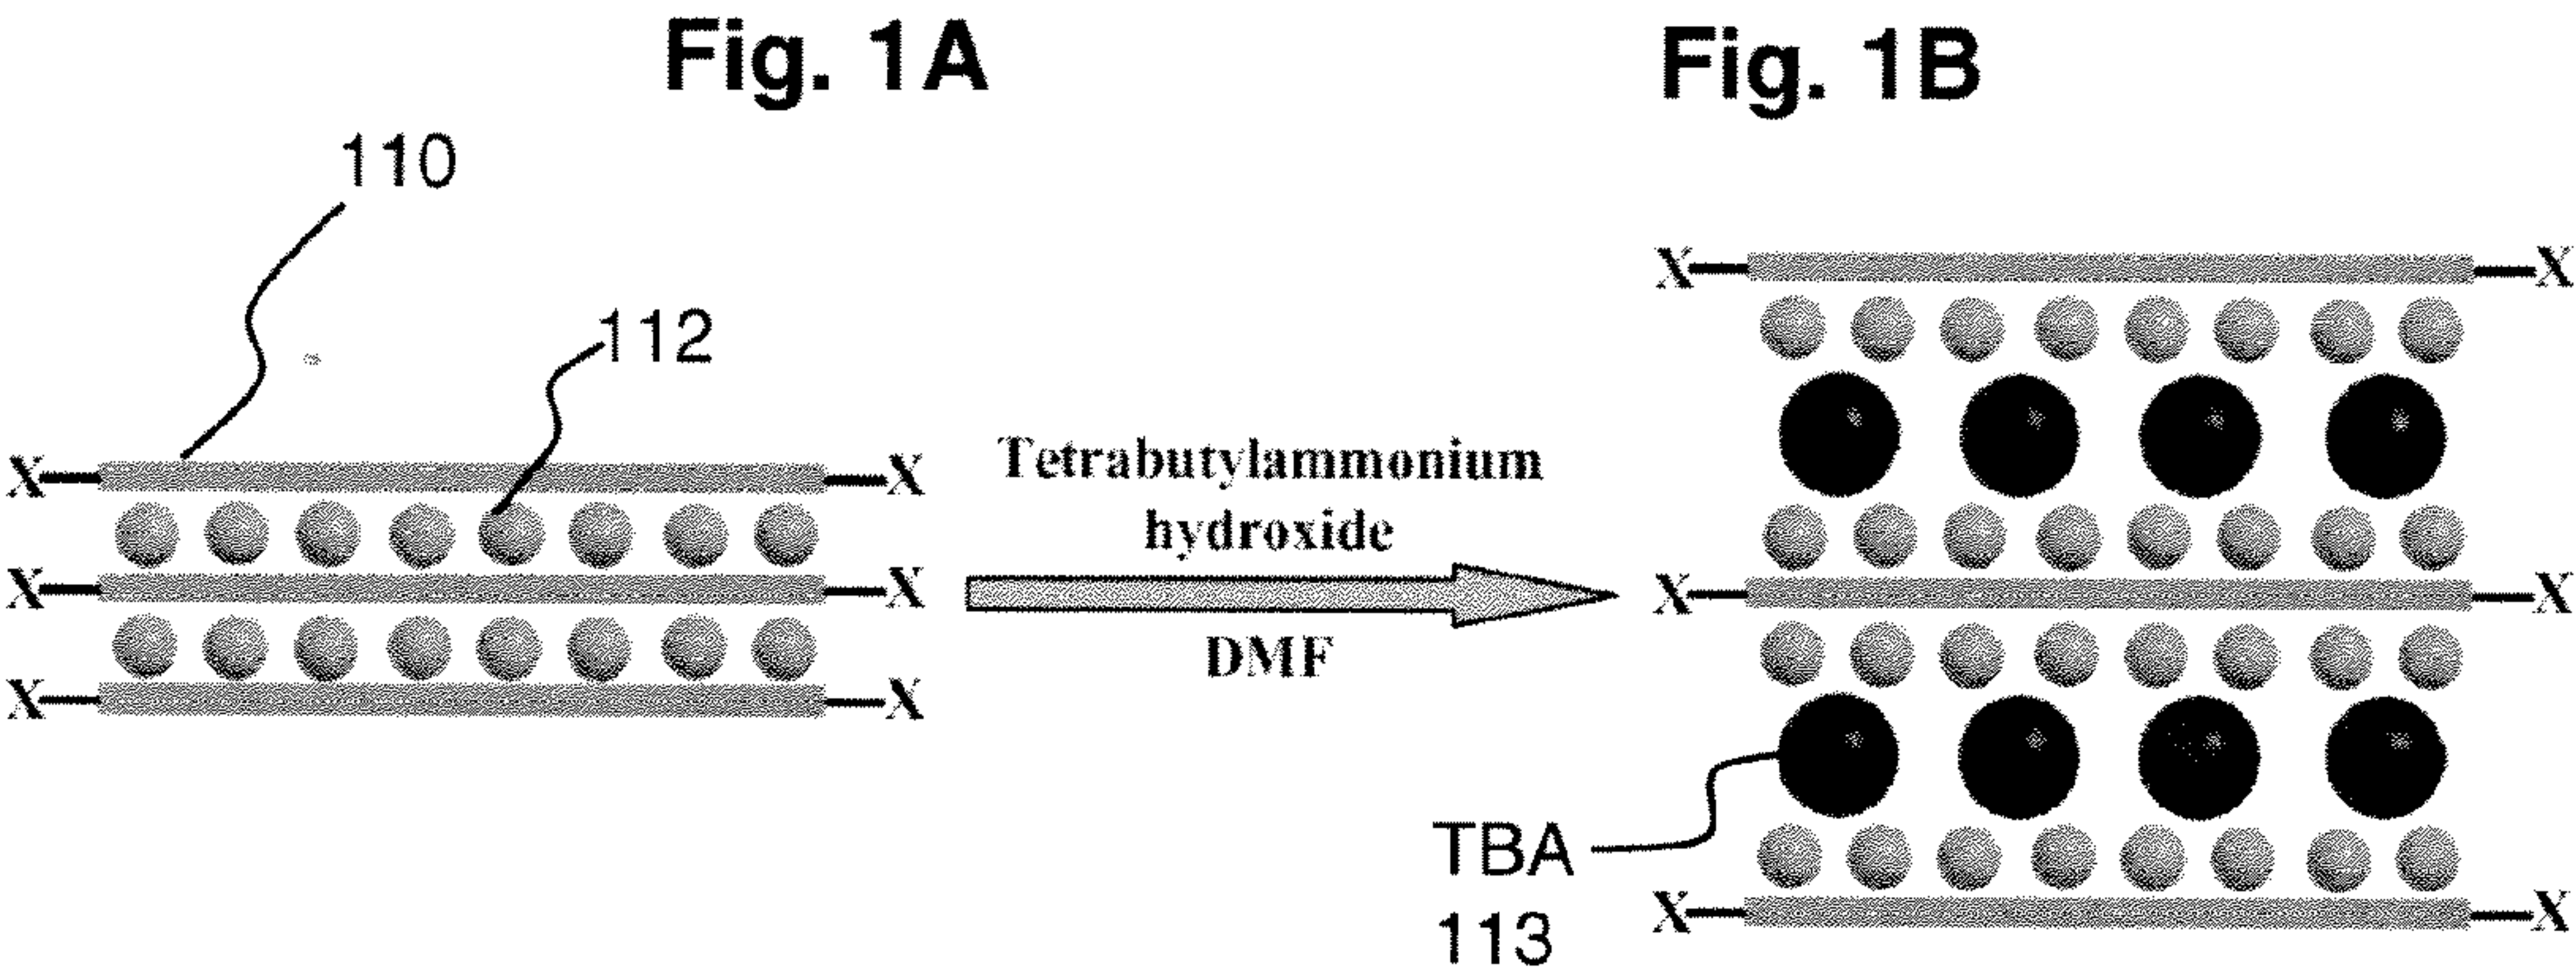 Fig. 1A
Fig. 1B
110
112
X X
X X
X X
Tetrabutylammonium
hydroxide
DMF
X X
X X
X X
TBA
113